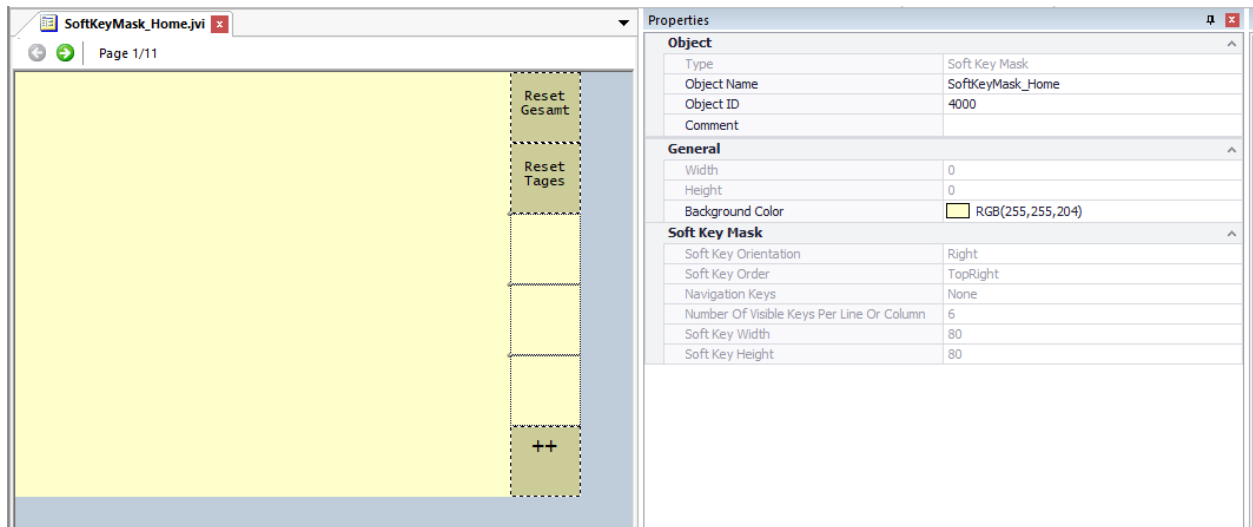 SoftKeyMask_Home.jvi
Page 1/11
Reset
Gesamt
Reset
Tages
++
Properties
Object
Type Soft Key Mask
Object Name SoftKeyMask_Home
Object ID 4000
Comment
General
Width 0
Height 0
Background Color RGB(255,255,204)
Soft Key Mask
Soft Key Orientation Right
Soft Key Order TopRight
Navigation Keys None
Number Of Visible Keys Per Line Or Column 6
Soft Key Width 80
Soft Key Height 80